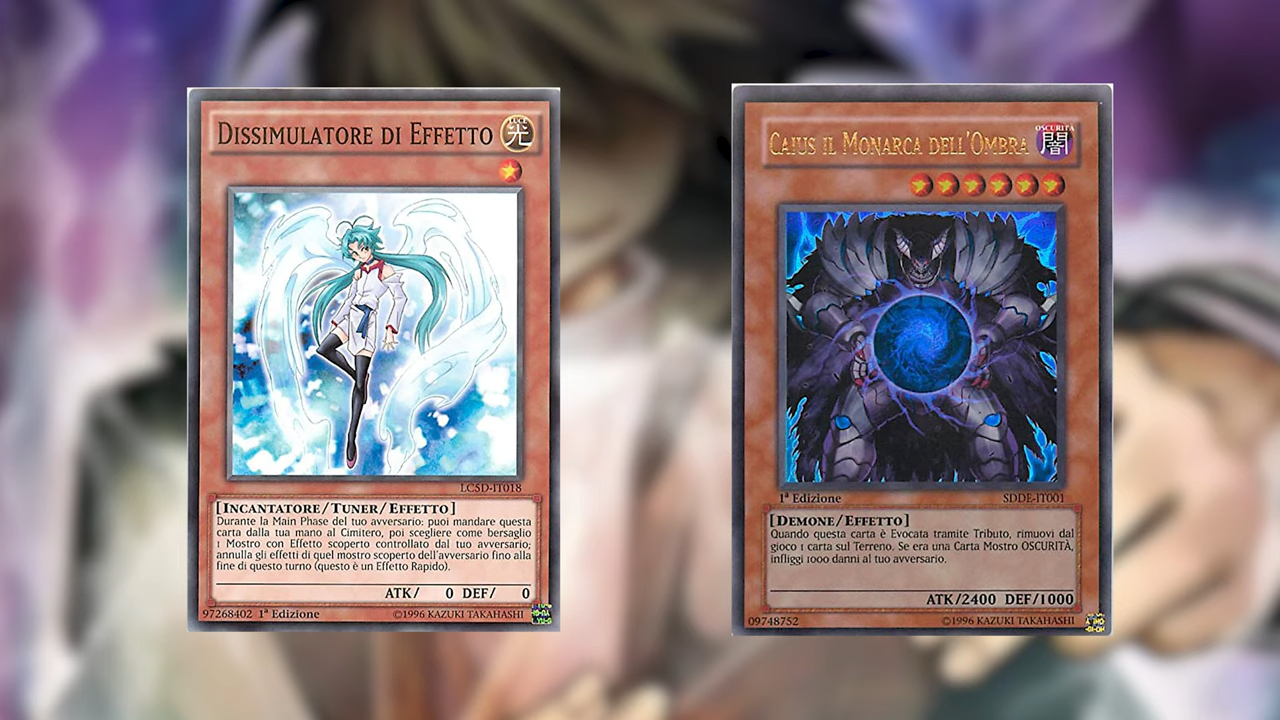 DISSIMULATORE DI EFFETTO
LUCE
光
LC5D-IT018
[INCANTATORE/TUNER/EFFETTO]
Durante la Main Phase del tuo avversario: puoi mandare questa
carta dalla tua mano al Cimitero, poi scegliere come bersaglio
1 Mostro con Effetto scoperto controllato dal tuo avversario;
annulla gli effetti di quel mostro scoperto dell'avversario fino alla
fine di questo turno (questo è un Effetto Rapido).
ATK/ 0 DEF/ 0
97268402 1ª Edizione ©1996 KAZUKI TAKAHASHI
CAIUS IL MONARCA DELL'OMBRA
OSCURITÀ
闇
1ª Edizione SDDE-IT001
[DEMONE/EFFETTO]
Quando questa carta è Evocata tramite Tributo, rimuovi dal
gioco 1 carta sul Terreno. Se era una Carta Mostro OSCURITÀ,
infliggi 1000 danni al tuo avversario.
ATK/2400 DEF/1000
09748752 ©1996 KAZUKI TAKAHASHI